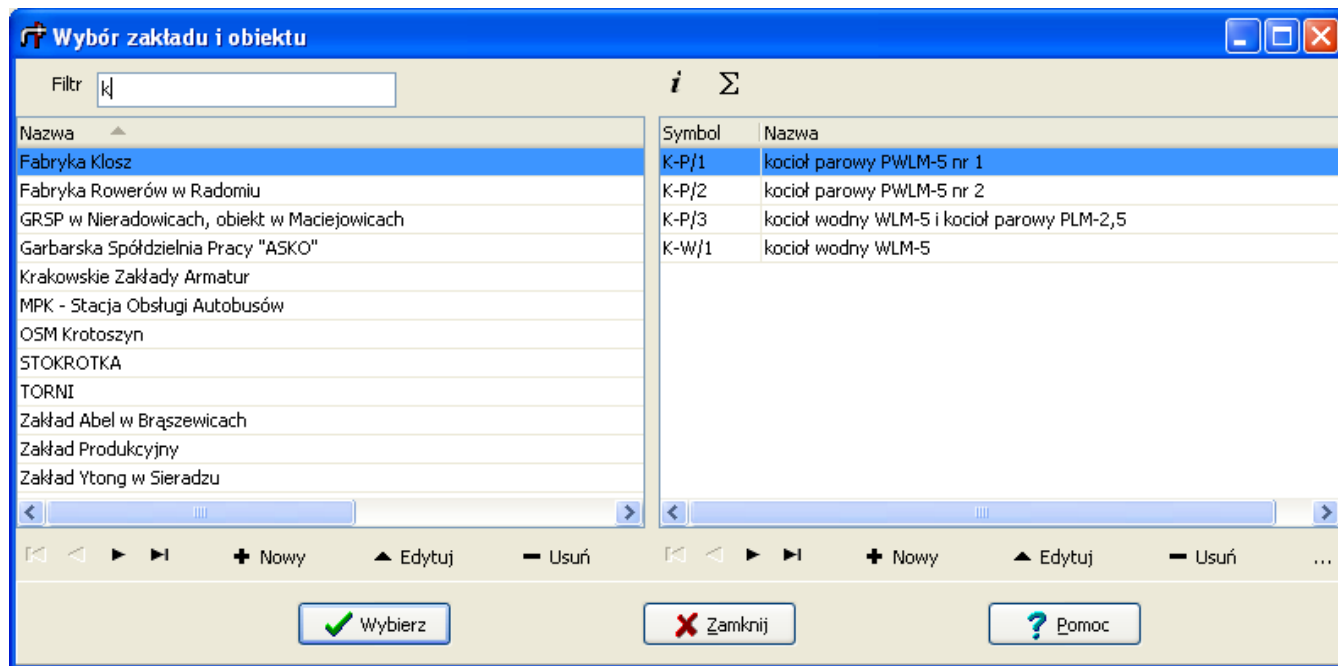 Wybór zakładu i obiektu
Filtr k
i Σ
Nazwa
Fabryka Klosz
Fabryka Rowerów w Radomiu
GRSP w Nieradowicach, obiekt w Maciejowicach
Garbarska Spółdzielnia Pracy "ASKO"
Krakowskie Zakłady Armatur
MPK - Stacja Obsługi Autobusów
OSM Krotoszyn
STOKROTKA
TORNI
Zakład Abel w Brąszewicach
Zakład Produkcyjny
Zakład Ytong w Sieradzu
Symbol Nazwa
K-P/1 kocioł parowy PWLM-5 nr 1
K-P/2 kocioł parowy PWLM-5 nr 2
K-P/3 kocioł wodny WLM-5 i kocioł parowy PLM-2,5
K-W/1 kocioł wodny WLM-5
Nowy Edytuj Usuń
Nowy Edytuj Usuń ...
Wybierz Zamknij Pomoc